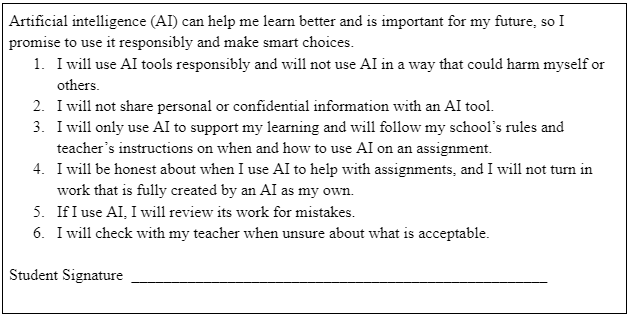 Artificial intelligence (AI) can help me learn better and is important for my future, so I
promise to use it responsibly and make smart choices.
1. I will use AI tools responsibly and will not use AI in a way that could harm myself or
others.
2. I will not share personal or confidential information with an AI tool.
3. I will only use AI to support my learning and will follow my school’s rules and
teacher’s instructions on when and how to use AI on an assignment.
4. I will be honest about when I use AI to help with assignments, and I will not turn in
work that is fully created by an AI as my own.
5. If I use AI, I will review its work for mistakes.
6. I will check with my teacher when unsure about what is acceptable.
Student Signature ____________________________________________________